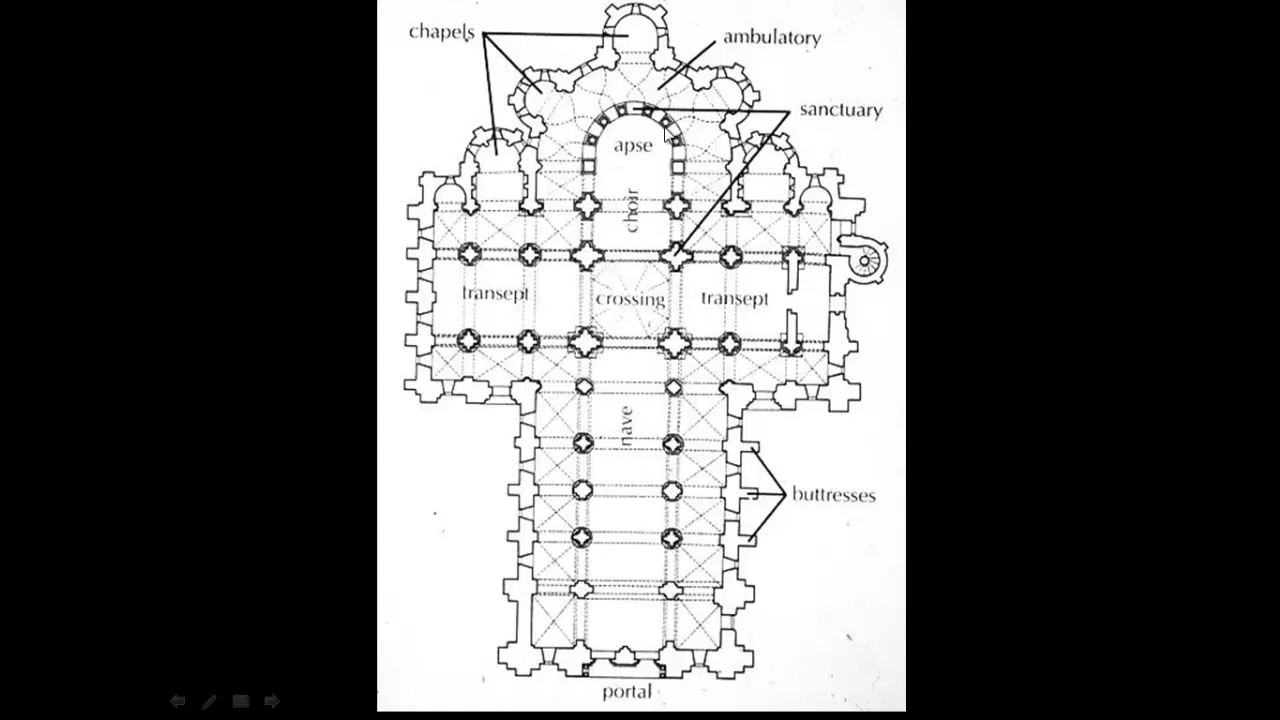 chapels
ambulatory
sanctuary
apse
choir
transept
crossing
transept
nave
buttresses
portal